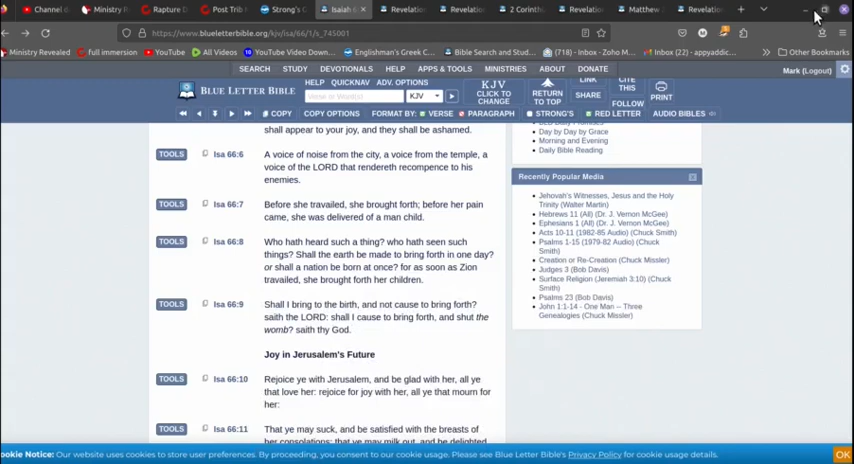 Channel d
Ministry R
Rapture D
Post Trib
Strong's C
Isaiah 6
Revelatio
Revelatio
2 Corinth
Revelatio
Matthew
Revelatio
https://www.blueletterbible.org/kjv/isa/66/1/s_745001
Ministry Revealed
full immersion
YouTube
All Videos
YouTube Video Down...
Englishman's Greek C...
Bible Search and Stud...
(718) - Inbox - Zoho M...
Inbox (22) - appyaddic...
Other Bookmarks
SEARCH STUDY DEVOTIONALS HELP APPS & TOOLS MINISTRIES ABOUT DONATE
Mark (Logout)
BLUE LETTER BIBLE
HELP QUICKNAV ADV. OPTIONS
Verse or Word(s)
KJV
KJV
CLICK TO
CHANGE
RETURN
TO TOP
LINK
SHARE
CITE
THIS
FOLLOW
PRINT
COPY COPY OPTIONS FORMAT BY: VERSE PARAGRAPH STRONG'S RED LETTER AUDIO BIBLES
shall appear to your joy, and they shall be ashamed.
TOOLS Isa 66:6 A voice of noise from the city, a voice from the temple, a
voice of the LORD that rendereth recompence to his
enemies.
TOOLS Isa 66:7 Before she travailed, she brought forth; before her pain
came, she was delivered of a man child.
TOOLS Isa 66:8 Who hath heard such a thing? who hath seen such
things? Shall the earth be made to bring forth in one day?
or shall a nation be born at once? for as soon as Zion
travailed, she brought forth her children.
TOOLS Isa 66:9 Shall I bring to the birth, and not cause to bring forth?
saith the LORD: shall I cause to bring forth, and shut the
womb? saith thy God.
Joy in Jerusalem's Future
TOOLS Isa 66:10 Rejoice ye with Jerusalem, and be glad with her, all ye
that love her: rejoice for joy with her, all ye that mourn for
her:
TOOLS Isa 66:11 That ye may suck, and be satisfied with the breasts of
her consolations; that ye may milk out, and be delighted
Day by Day by Grace
Morning and Evening
Daily Bible Reading
Recently Popular Media
Jehovah's Witnesses, Jesus and the Holy
Trinity (Walter Martin)
Hebrews 11 (All) (Dr. J. Vernon McGee)
Ephesians 1 (All) (Dr. J. Vernon McGee)
Acts 10-11 (1982-85 Audio) (Chuck Smith)
Psalms 1-15 (1979-82 Audio) (Chuck
Smith)
Creation or Re-Creation (Chuck Missler)
Judges 3 (Bob Davis)
Surface Religion (Jeremiah 3:10) (Chuck
Smith)
Psalms 23 (Bob Davis)
John 1:1-14 - One Man -- Three
Genealogies (Chuck Missler)
ookie Notice: Our website uses cookies to store user preferences. By proceeding, you consent to our cookie usage. Please see Blue Letter Bible's Privacy Policy for cookie usage details.
OK